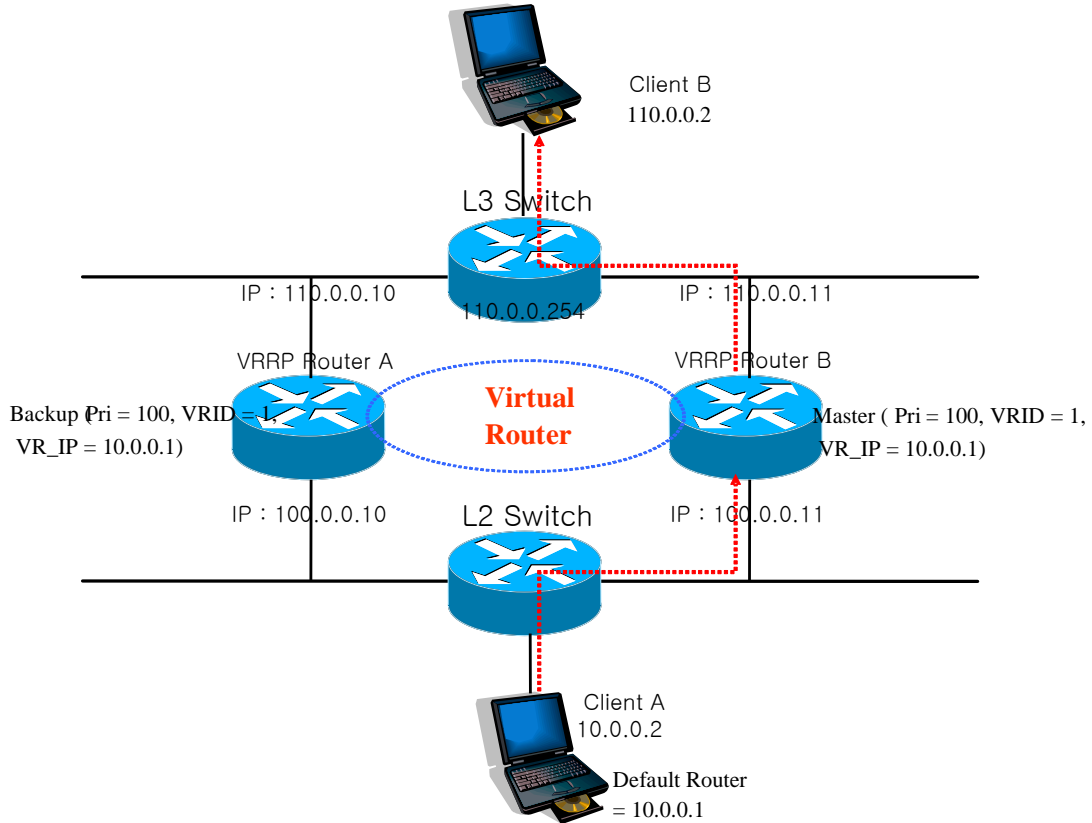 Client B
110.0.0.2
L3 Switch
IP : 110.0.0.10
IP : 110.0.0.11
110.0.0.254
VRRP Router A
VRRP Router B
Virtual
Router
Backup (Pri = 100, VRID = 1,
VR_IP = 10.0.0.1)
Master ( Pri = 100, VRID = 1,
VR_IP = 10.0.0.1)
IP : 100.0.0.10
L2 Switch
IP : 100.0.0.11
Client A
10.0.0.2
Default Router
= 10.0.0.1